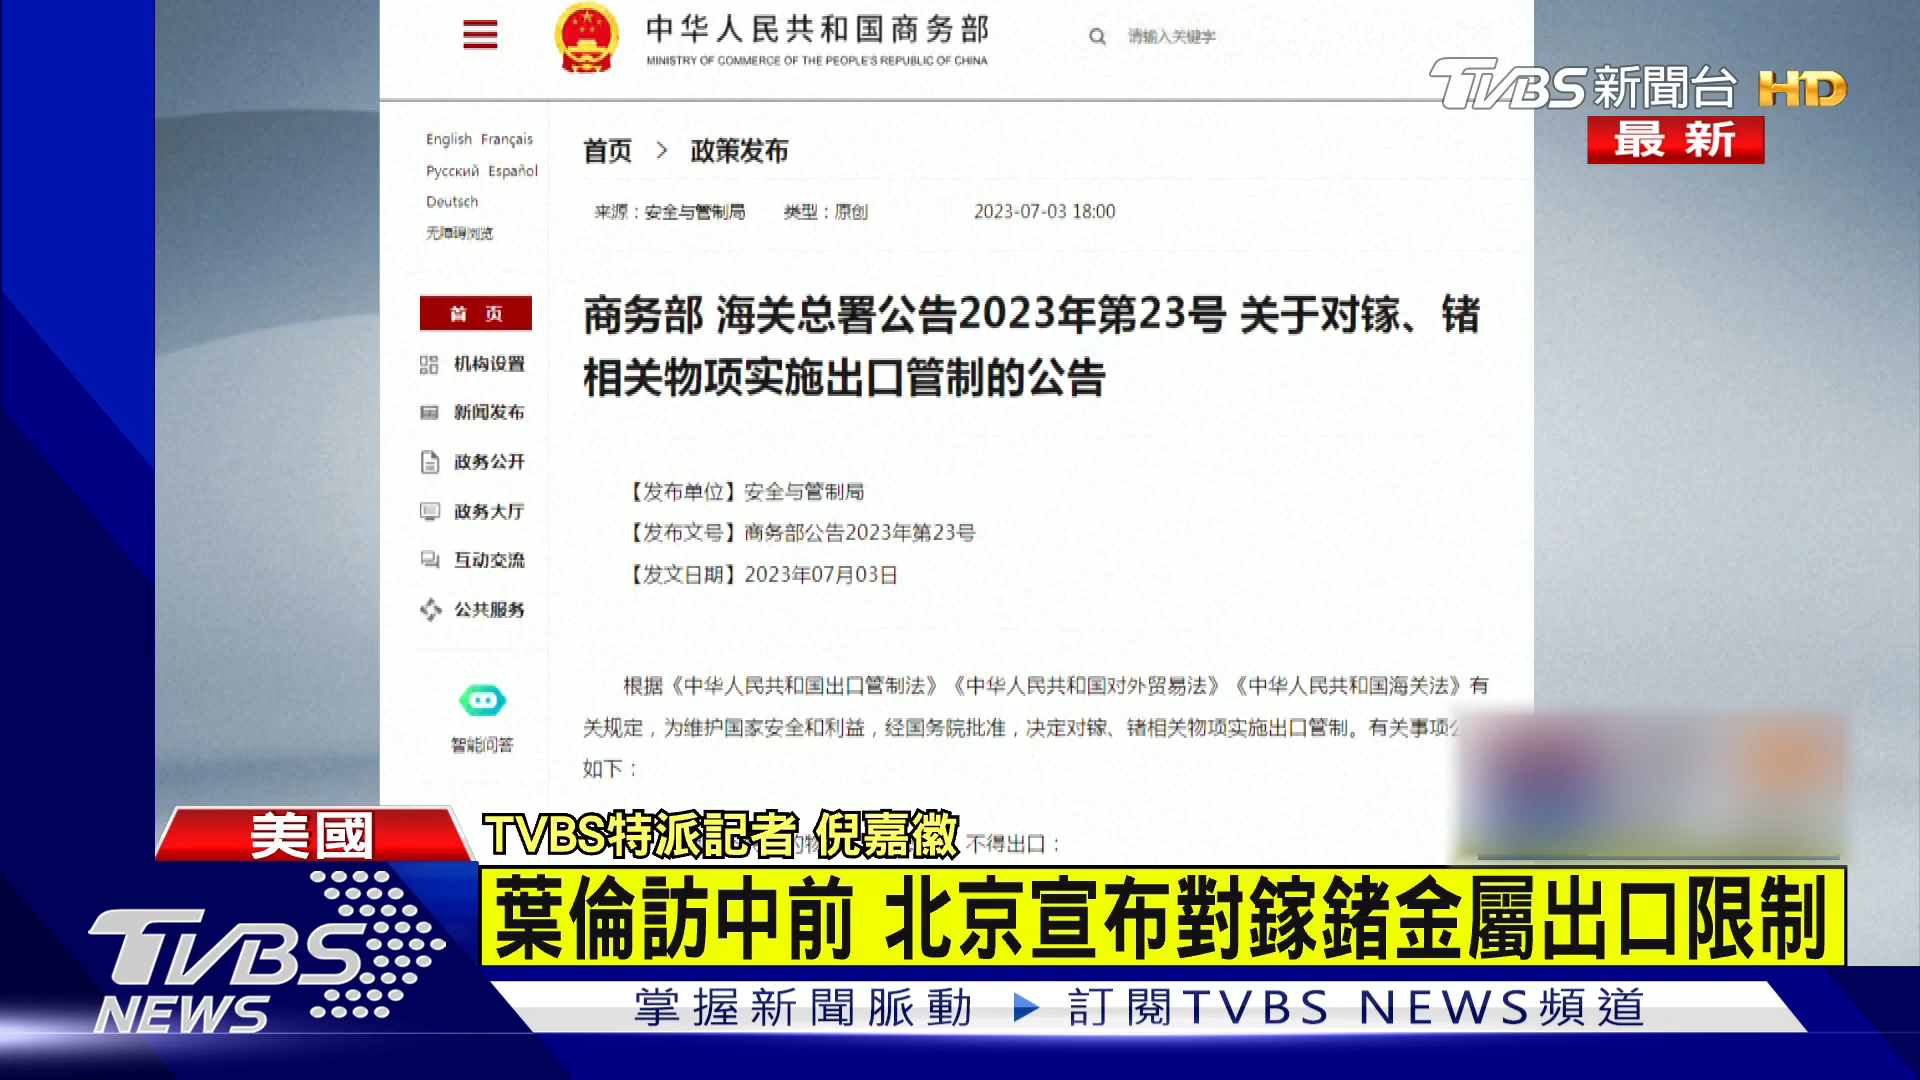 中华人民共和国商务部
MINISTRY OF COMMERCE OF THE PEOPLE'S REPUBLIC OF CHINA
请输入关键字
TVBS新聞台 HD
最新
English Français
Русский Español
Deutsch
无障碍浏览
首页 > 政策发布
来源：安全与管制局 类型：原创 2023-07-03 18:00
首页
机构设置
新闻发布
政务公开
政务大厅
互动交流
公共服务
智能问答
商务部 海关总署公告2023年第23号 关于对镓、锗
相关物项实施出口管制的公告
【发布单位】安全与管制局
【发布文号】商务部公告2023年第23号
【发文日期】2023年07月03日
根据《中华人民共和国出口管制法》《中华人民共和国对外贸易法》《中华人民共和国海关法》有
关规定，为维护国家安全和利益，经国务院批准，决定对镓、锗相关物项实施出口管制。有关事项公
如下：
不得出口：
美國
TVBS特派記者 倪嘉徽
葉倫訪中前 北京宣布對鎵鍺金屬出口限制
TVBS
NEWS
掌握新聞脈動 ▶ 訂閱TVBS NEWS頻道